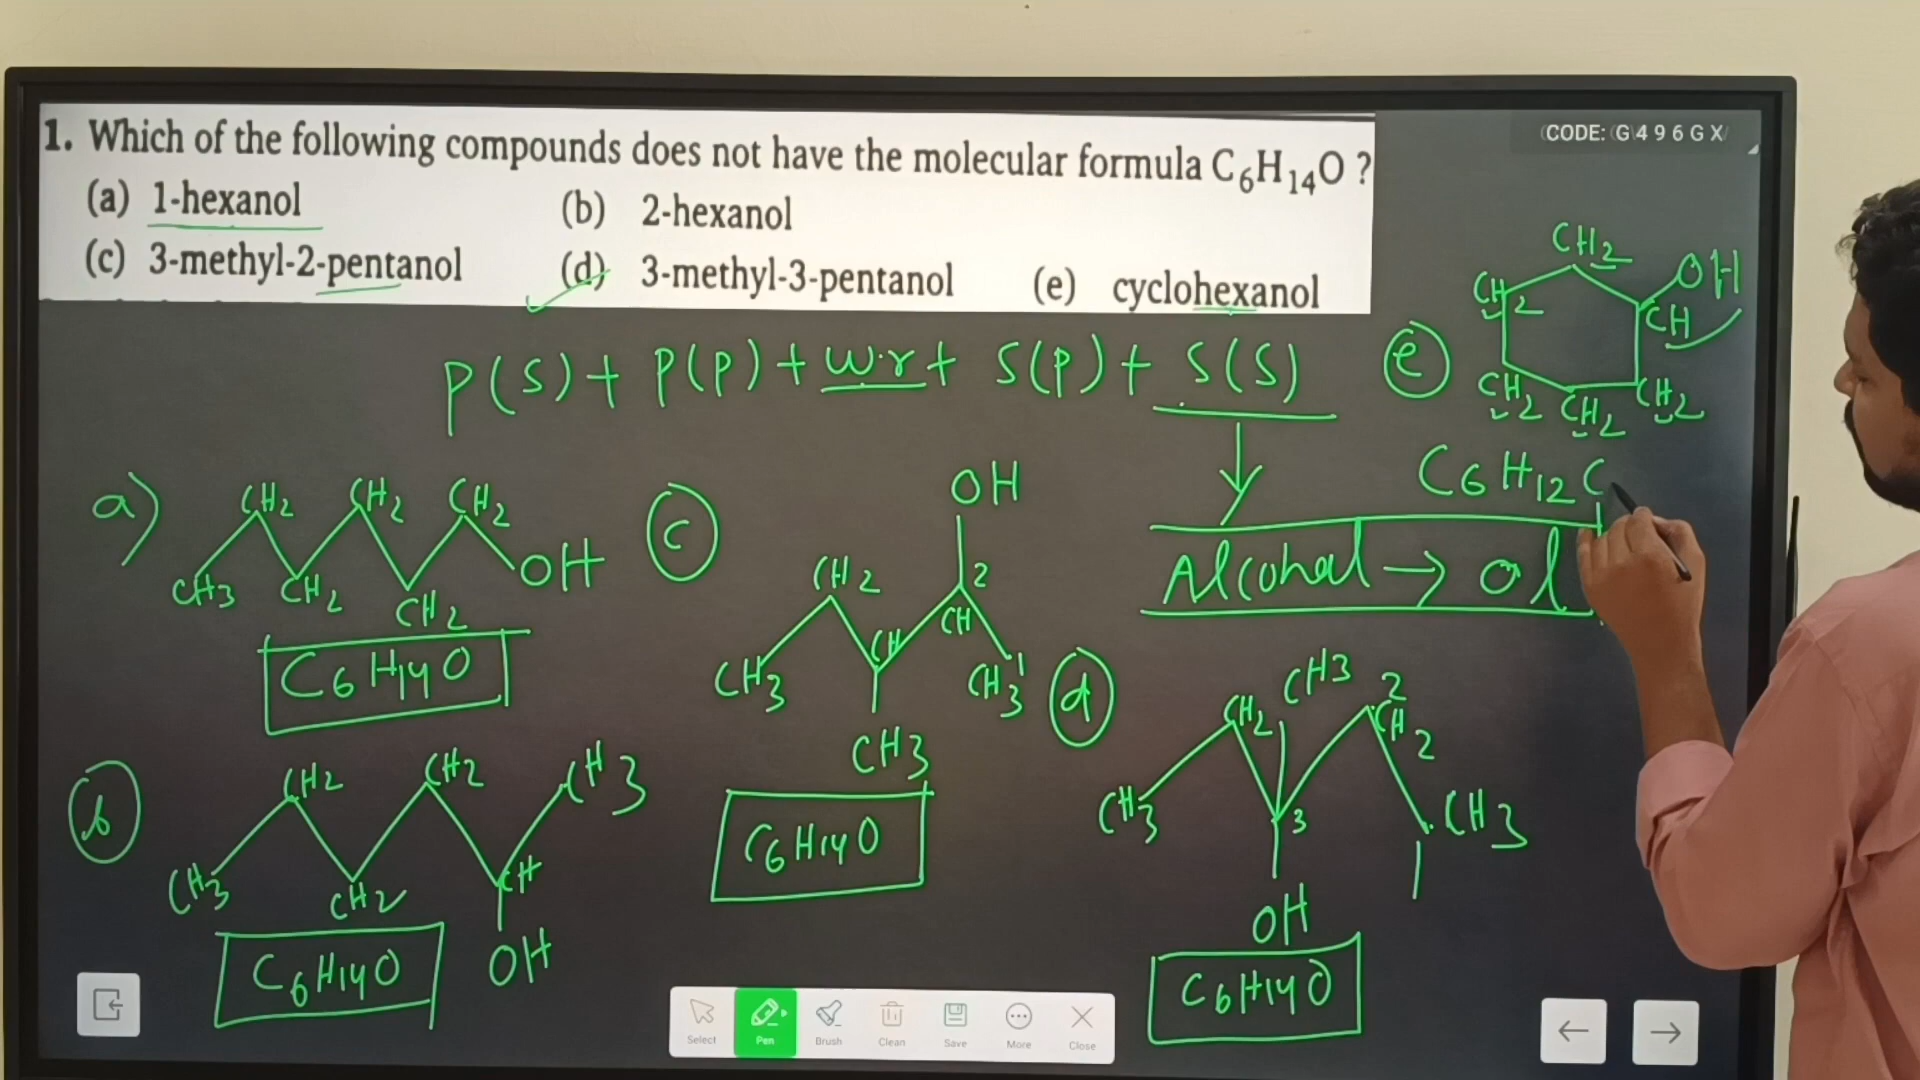 1. Which of the following compounds does not have the molecular formula C₆H₁₄O ?
(a) 1-hexanol (b) 2-hexanol
(c) 3-methyl-2-pentanol (d) 3-methyl-3-pentanol (e) cyclohexanol
CODE: G496GX
P(S) + P(P) + w.r + S(P) + S(S)
e
CH2
OH
CH2
CH
CH2
CH2
CH2
C6H12
Alcohal → ol
a)
CH2 CH2 CH2
OH
CH3 CH2 CH2
C6H14O
c
OH
CH2 2
CH CH
CH3 CH3 1
CH3
C6H14O
b
CH2 CH2 CH3
CH3 CH2 CH
OH
C6H14O
d
CH3 2
CH2 CH2
CH3 3 CH3
1
OH
C6H14O
Select Pen Brush Clean Save More Close